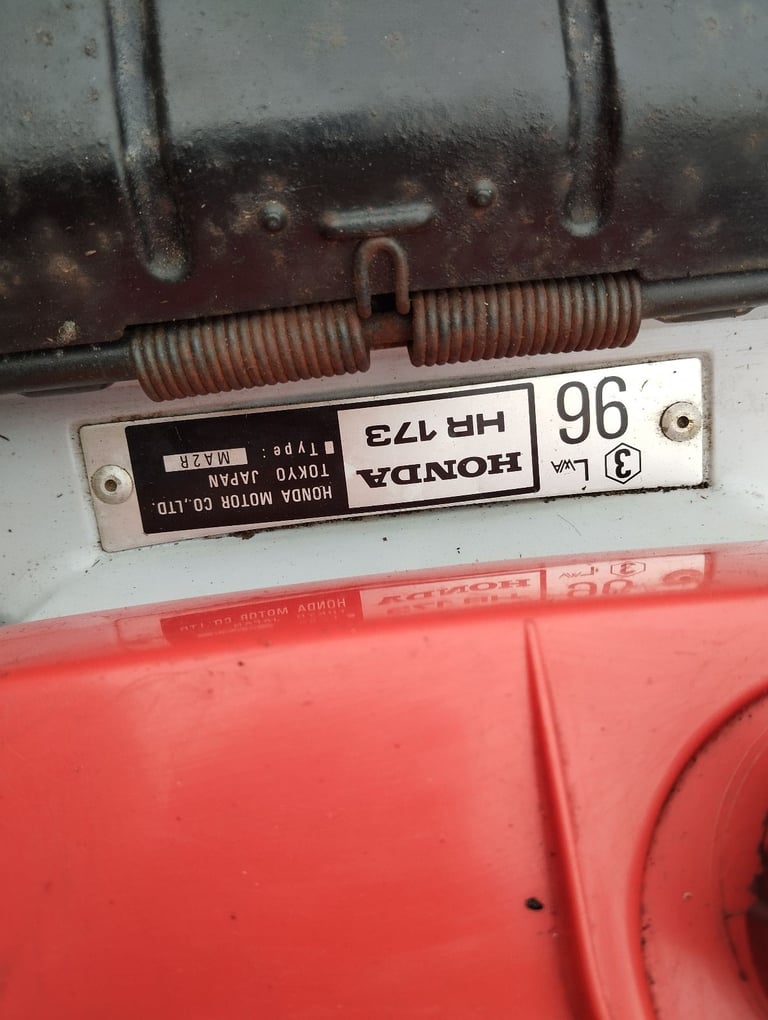 3 LWA
96
HONDA
HR 173
HONDA MOTOR CO.,LTD.
TOKYO JAPAN
■ Type : MA2R